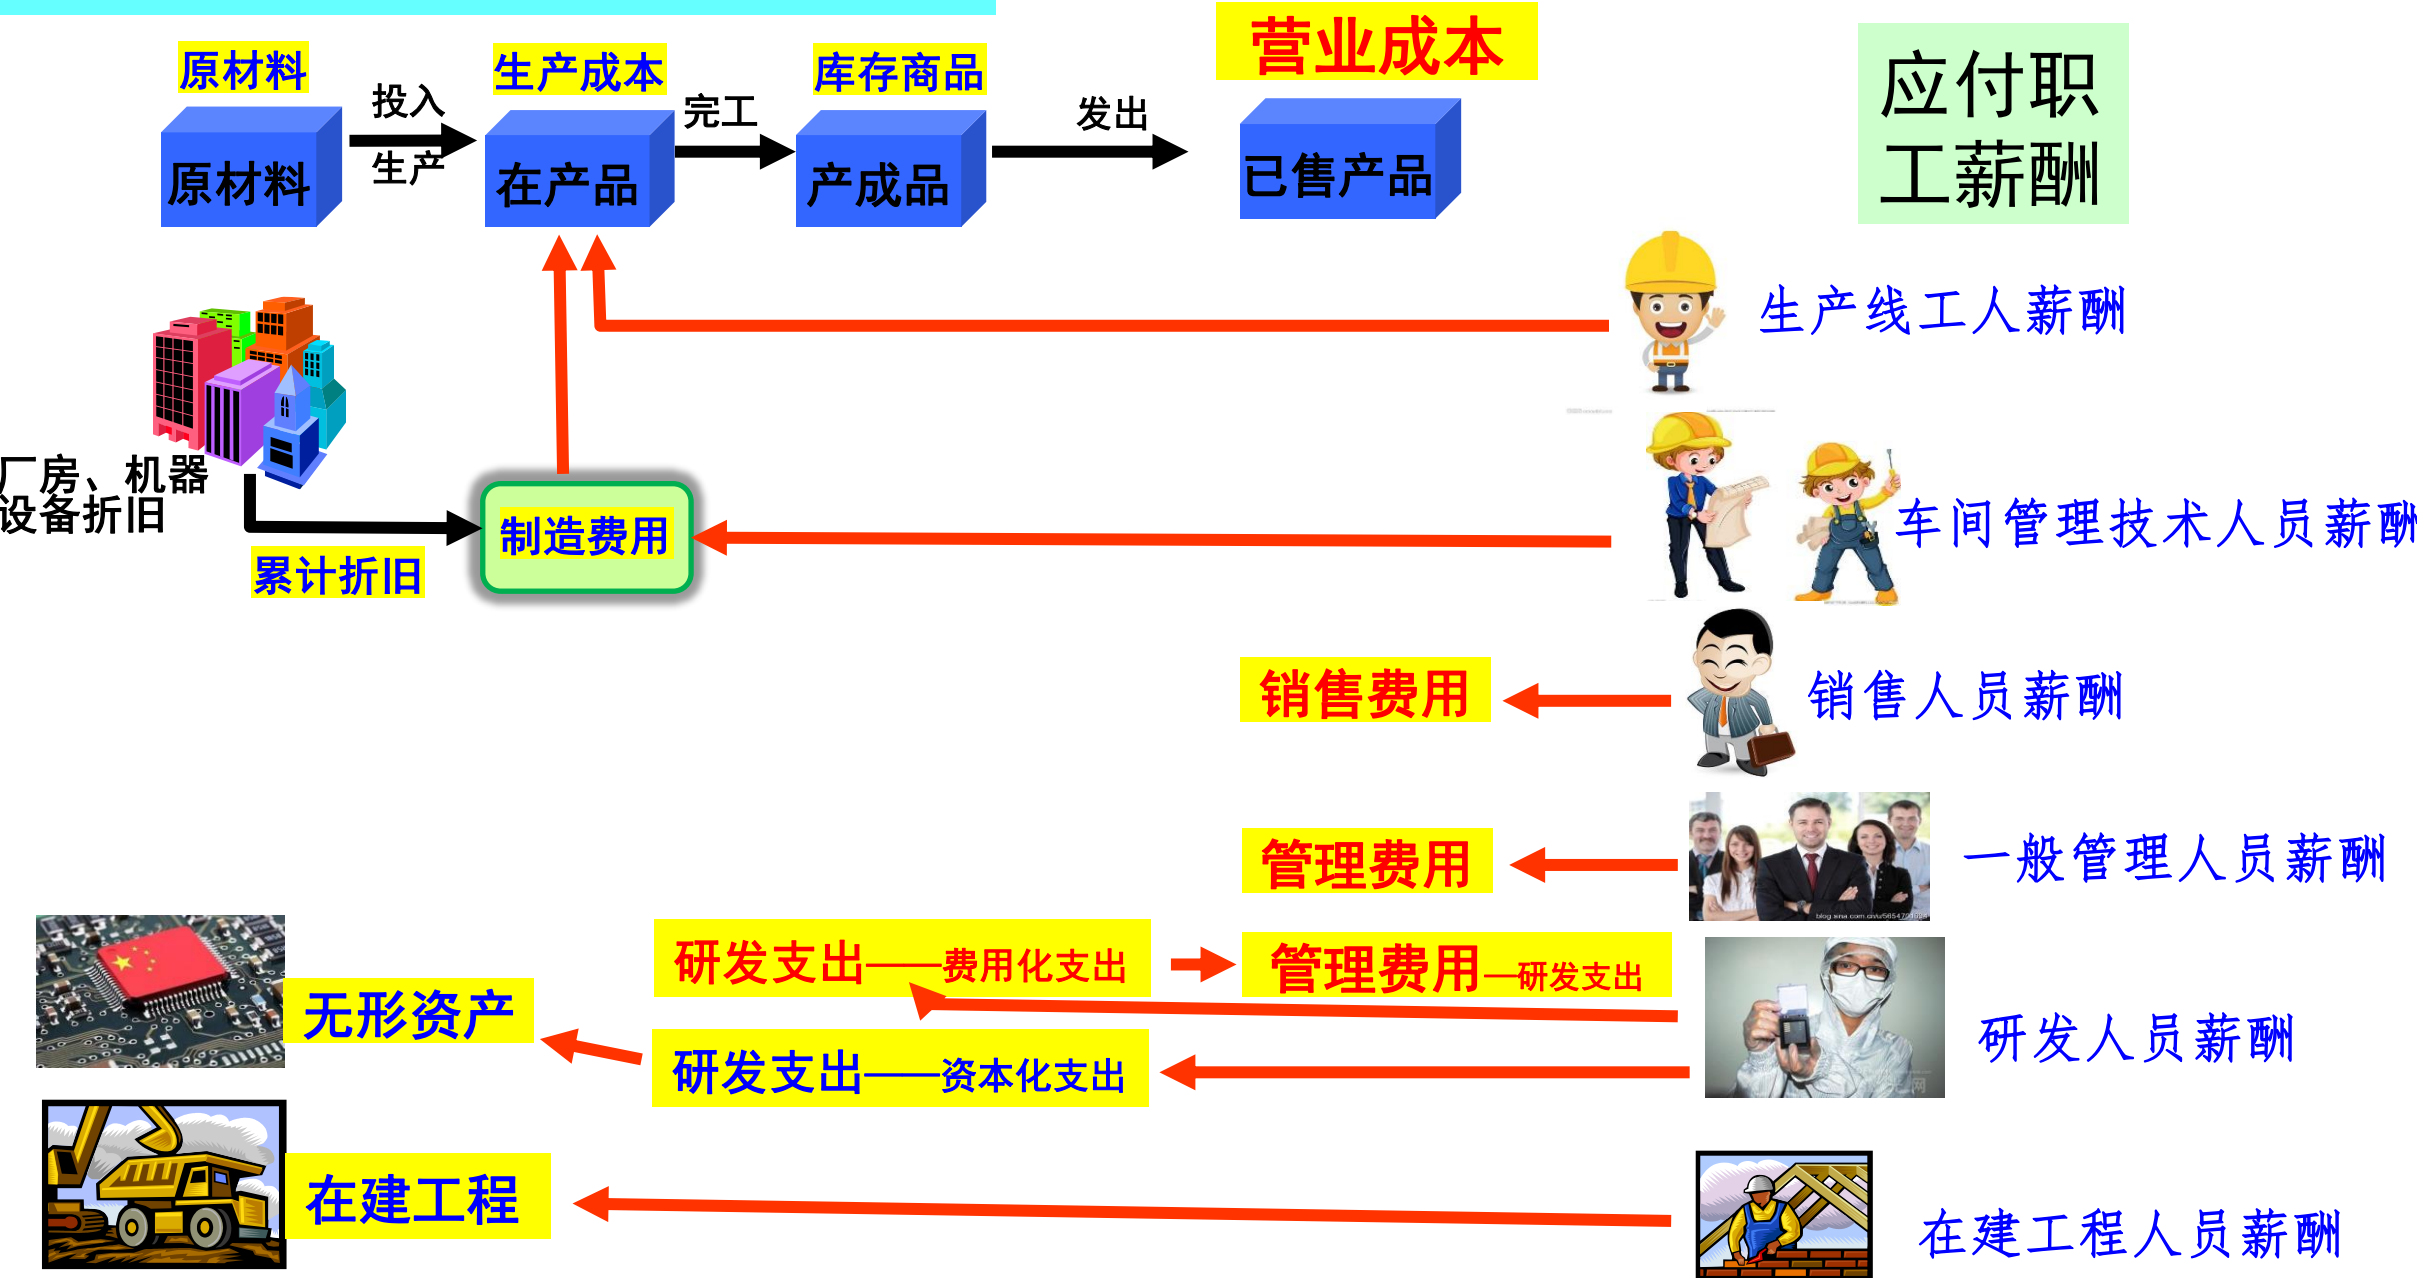 原材料
生产成本
库存商品
营业成本
应付职
工薪酬
投入
生产
完工
发出
原材料
在产品
产成品
已售产品
生产线工人薪酬
厂房、机器
设备折旧
累计折旧
制造费用
车间管理技术人员薪酬
销售费用
销售人员薪酬
管理费用
一般管理人员薪酬
研发支出——费用化支出
管理费用—研发支出
无形资产
研发支出——资本化支出
研发人员薪酬
在建工程
在建工程人员薪酬